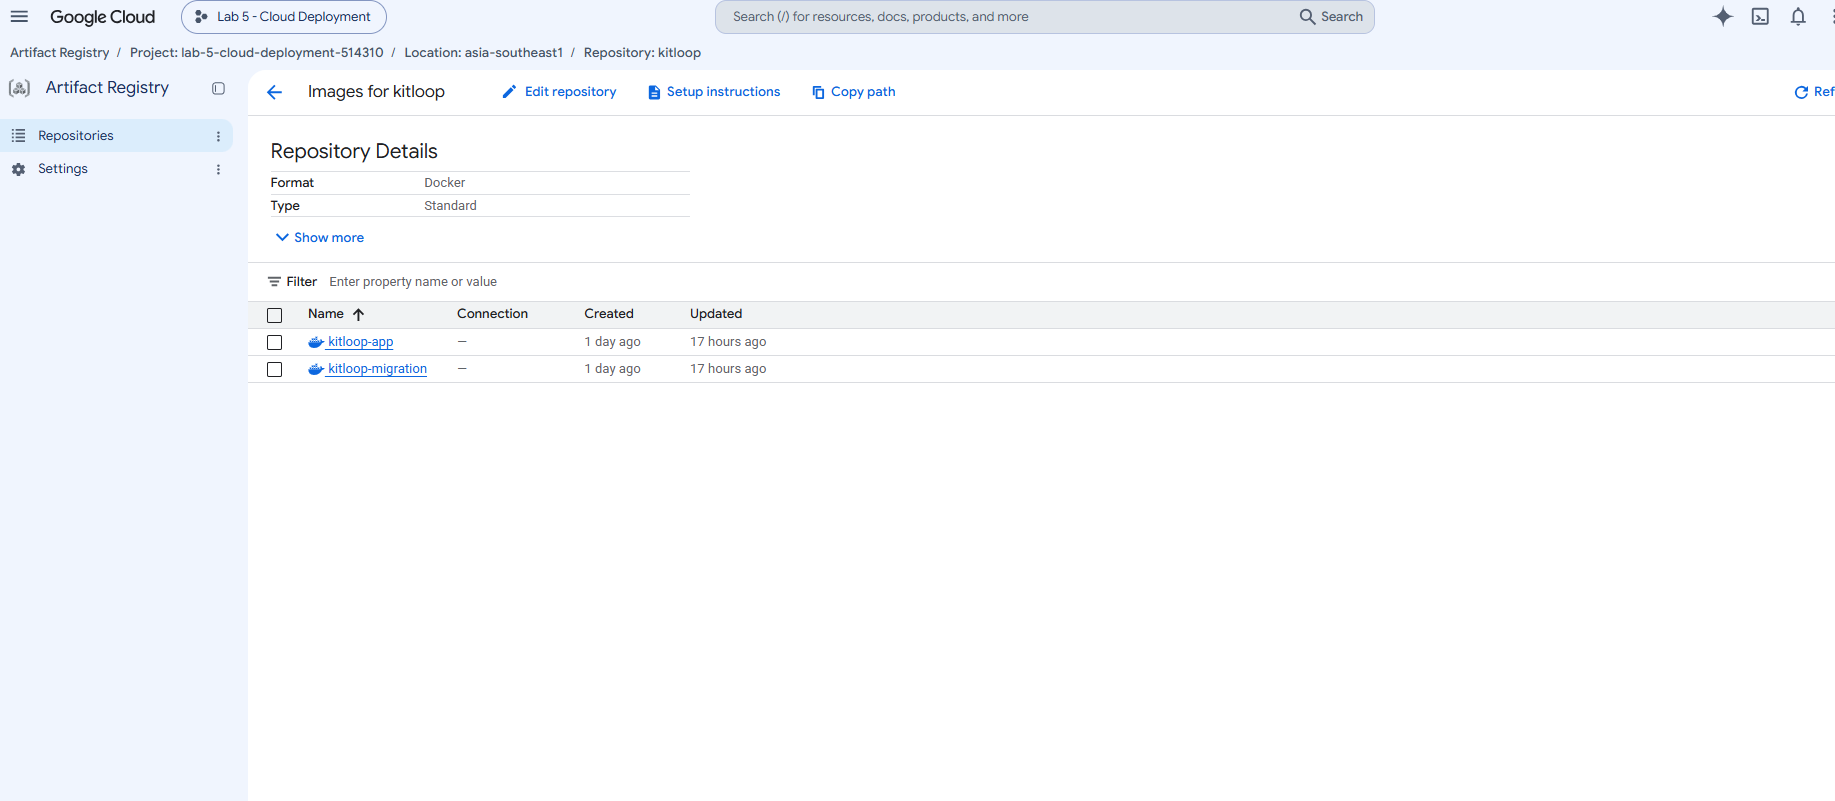 Google Cloud
Lab 5 - Cloud Deployment
Search (/) for resources, docs, products, and more
Search
Artifact Registry / Project: lab-5-cloud-deployment-514310 / Location: asia-southeast1 / Repository: kitloop
Artifact Registry
Repositories
Settings
Images for kitloop
Edit repository
Setup instructions
Copy path
Ref
Repository Details
Format Docker
Type Standard
Show more
Filter Enter property name or value
Name Connection Created Updated
kitloop-app – 1 day ago 17 hours ago
kitloop-migration – 1 day ago 17 hours ago